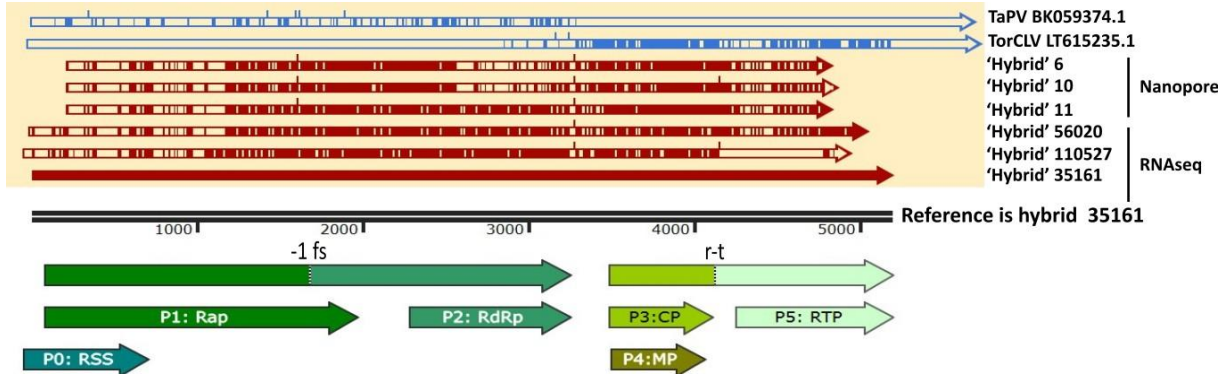 TaPV BK059374.1
TorCLV LT615235.1
‘Hybrid’ 6
‘Hybrid’ 10
Nanopore
‘Hybrid’ 11
‘Hybrid’ 56020
‘Hybrid’ 110527
RNAseq
‘Hybrid’ 35161
Reference is hybrid 35161
1000 2000 3000 4000 5000
-1 fs r-t
P1: Rap P2: RdRp P3:CP P5: RTP
P0: RSS P4:MP